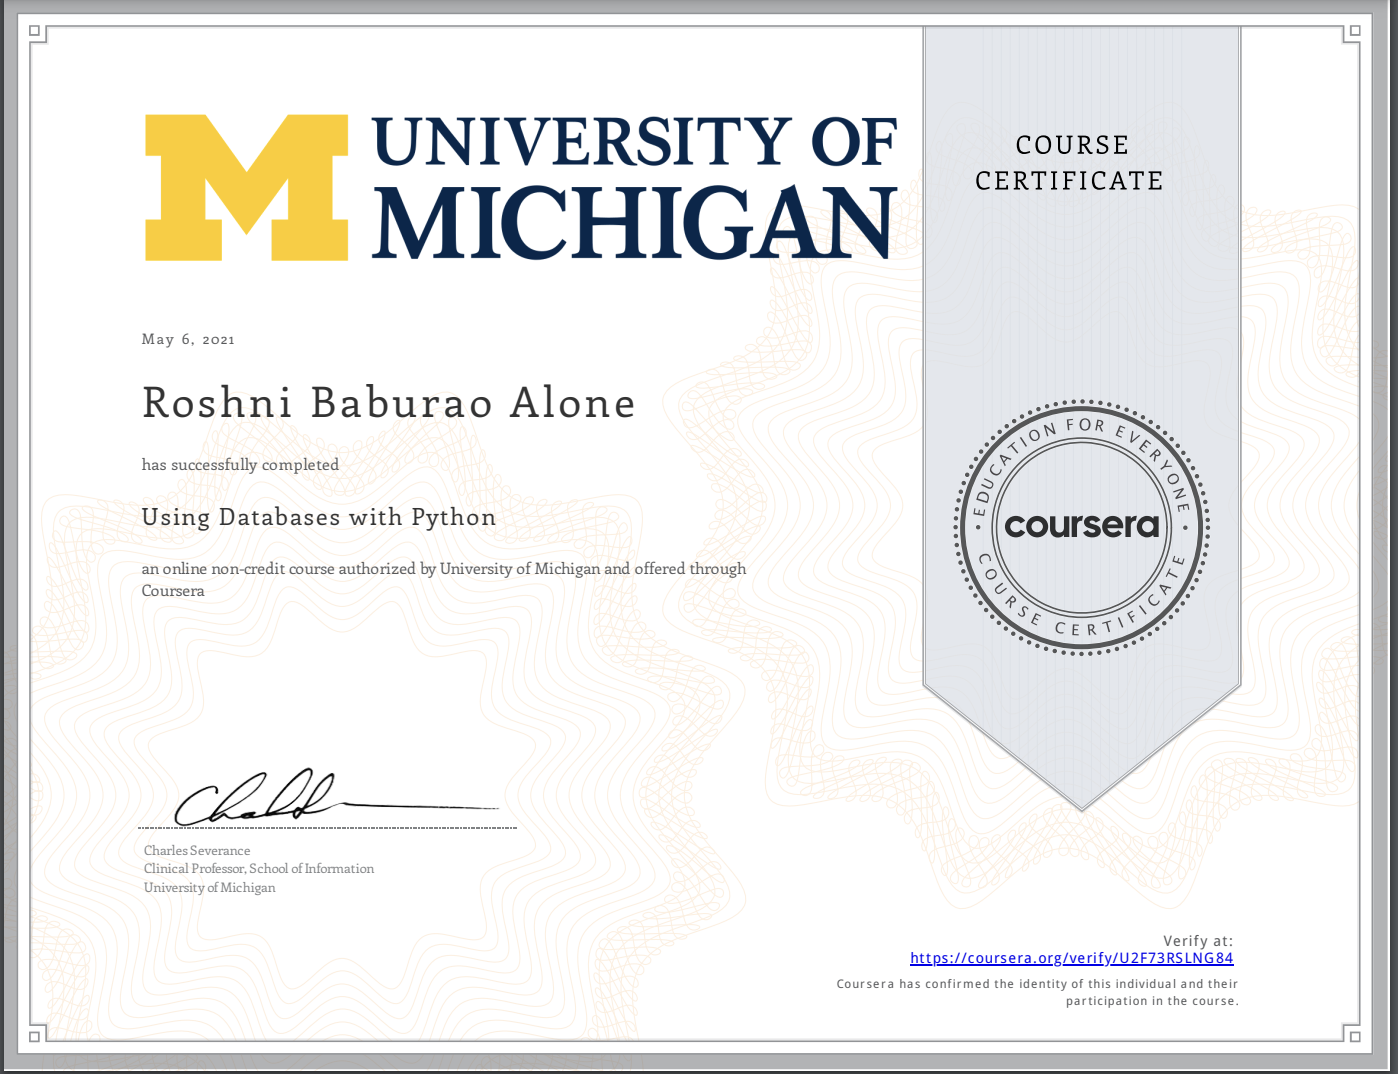 UNIVERSITY OF
MICHIGAN
COURSE
CERTIFICATE
May 6, 2021
Roshni Baburao Alone
has successfully completed
Using Databases with Python
an online non-credit course authorized by University of Michigan and offered through
Coursera
EDUCATION FOR EVERYONE
coursera
COURSE CERTIFICATE
Charles Severance
Clinical Professor, School of Information
University of Michigan
Verify at:
https://coursera.org/verify/U2F73RSLNG84
Coursera has confirmed the identity of this individual and their
participation in the course.